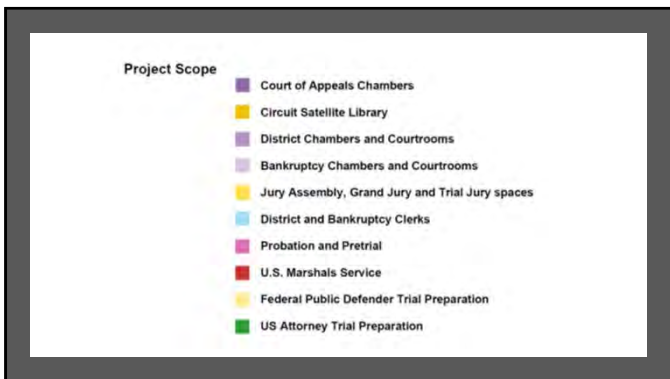 Project Scope
Court of Appeals Chambers
Circuit Satellite Library
District Chambers and Courtrooms
Bankruptcy Chambers and Courtrooms
Jury Assembly, Grand Jury and Trial Jury spaces
District and Bankruptcy Clerks
Probation and Pretrial
U.S. Marshals Service
Federal Public Defender Trial Preparation
US Attorney Trial Preparation